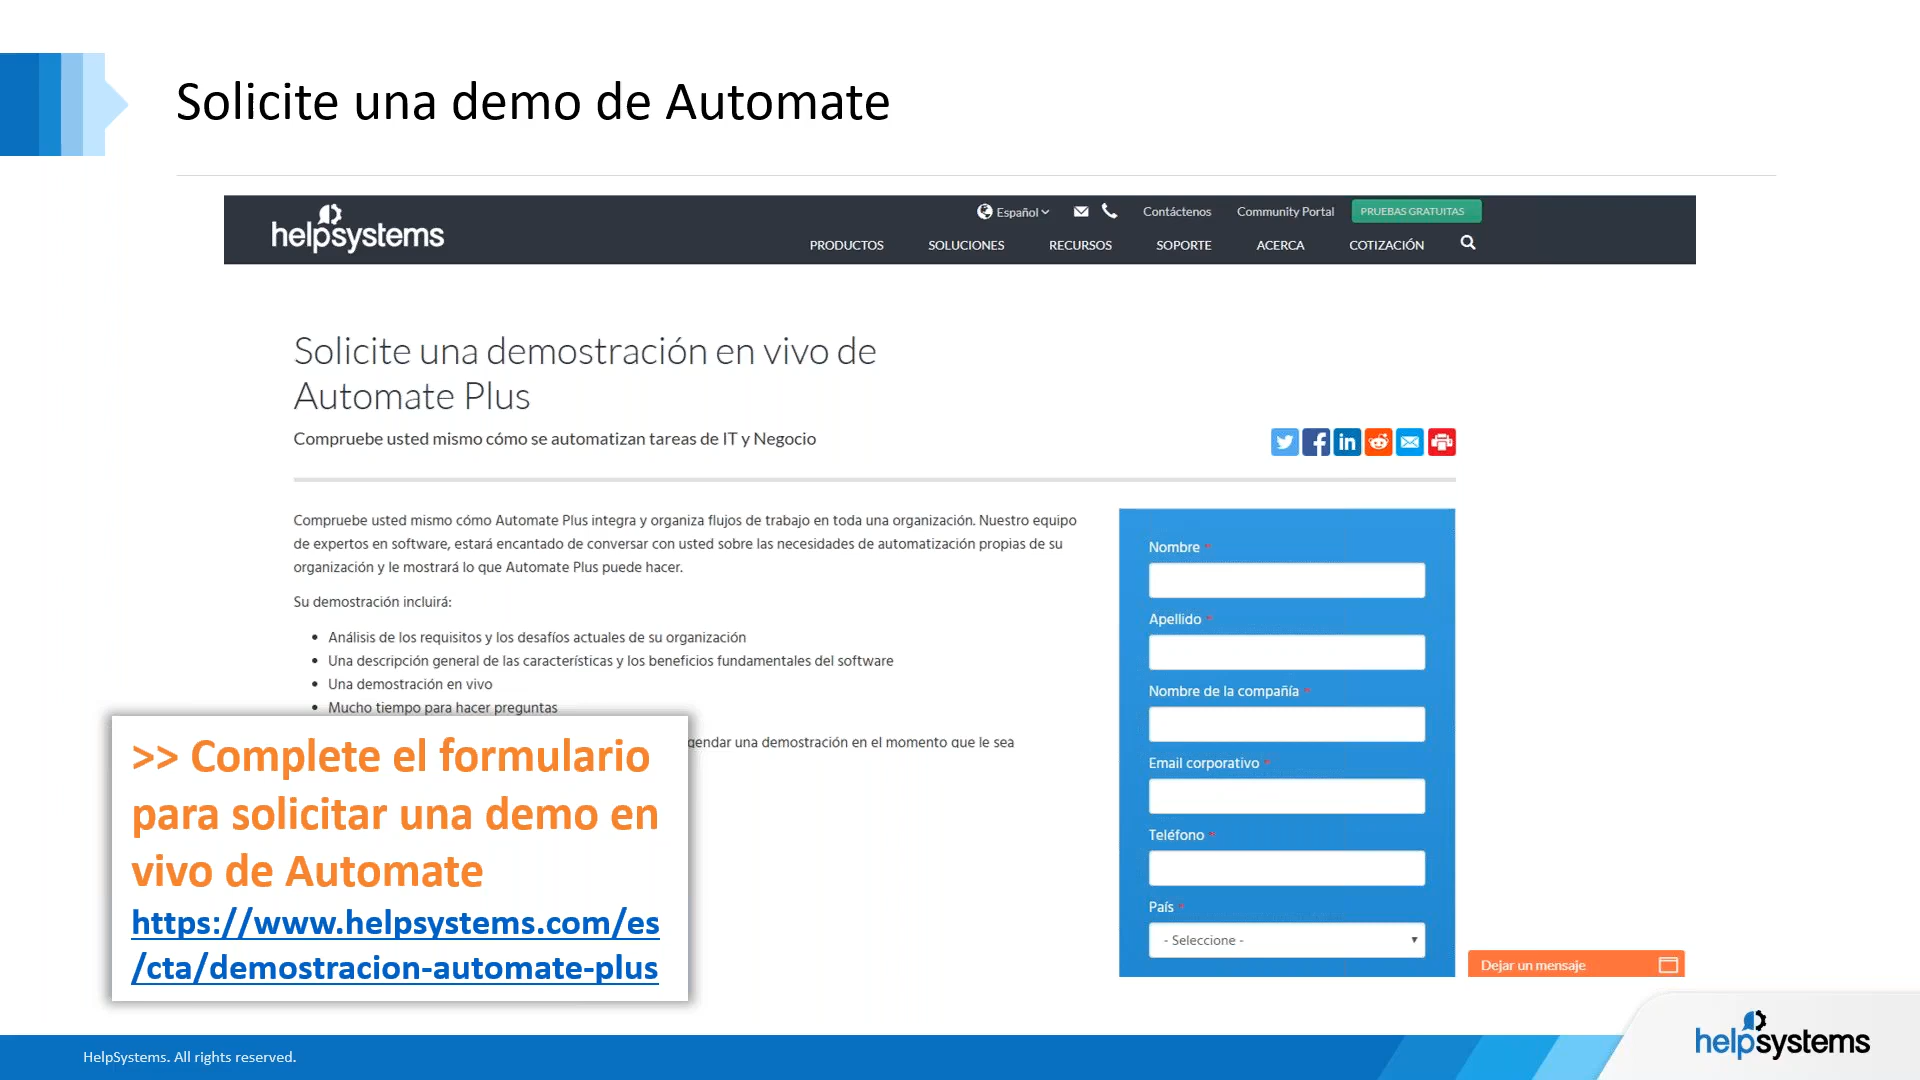 Solicite una demo de Automate
helpsystems
Español
Contáctenos
Community Portal
PRUEBAS GRATUITAS
PRODUCTOS
SOLUCIONES
RECURSOS
SOPORTE
ACERCA
COTIZACIÓN
Solicite una demostración en vivo de
Automate Plus
Compruebe usted mismo cómo se automatizan tareas de IT y Negocio
Compruebe usted mismo cómo Automate Plus integra y organiza flujos de trabajo en toda una organización. Nuestro equipo
de expertos en software, estará encantado de conversar con usted sobre las necesidades de automatización propias de su
organización y le mostrará lo que Automate Plus puede hacer.
Su demostración incluirá:
• Análisis de los requisitos y los desafíos actuales de su organización
• Una descripción general de las características y los beneficios fundamentales del software
• Una demostración en vivo
• Mucho tiempo para hacer preguntas
una demostración en el momento que le sea
Nombre *
Apellido *
Nombre de la compañía *
Email corporativo *
Teléfono *
País *
- Seleccione -
Dejar un mensaje
>> Complete el formulario
para solicitar una demo en
vivo de Automate
https://www.helpsystems.com/es
/cta/demostracion-automate-plus
HelpSystems. All rights reserved.
helpsystems